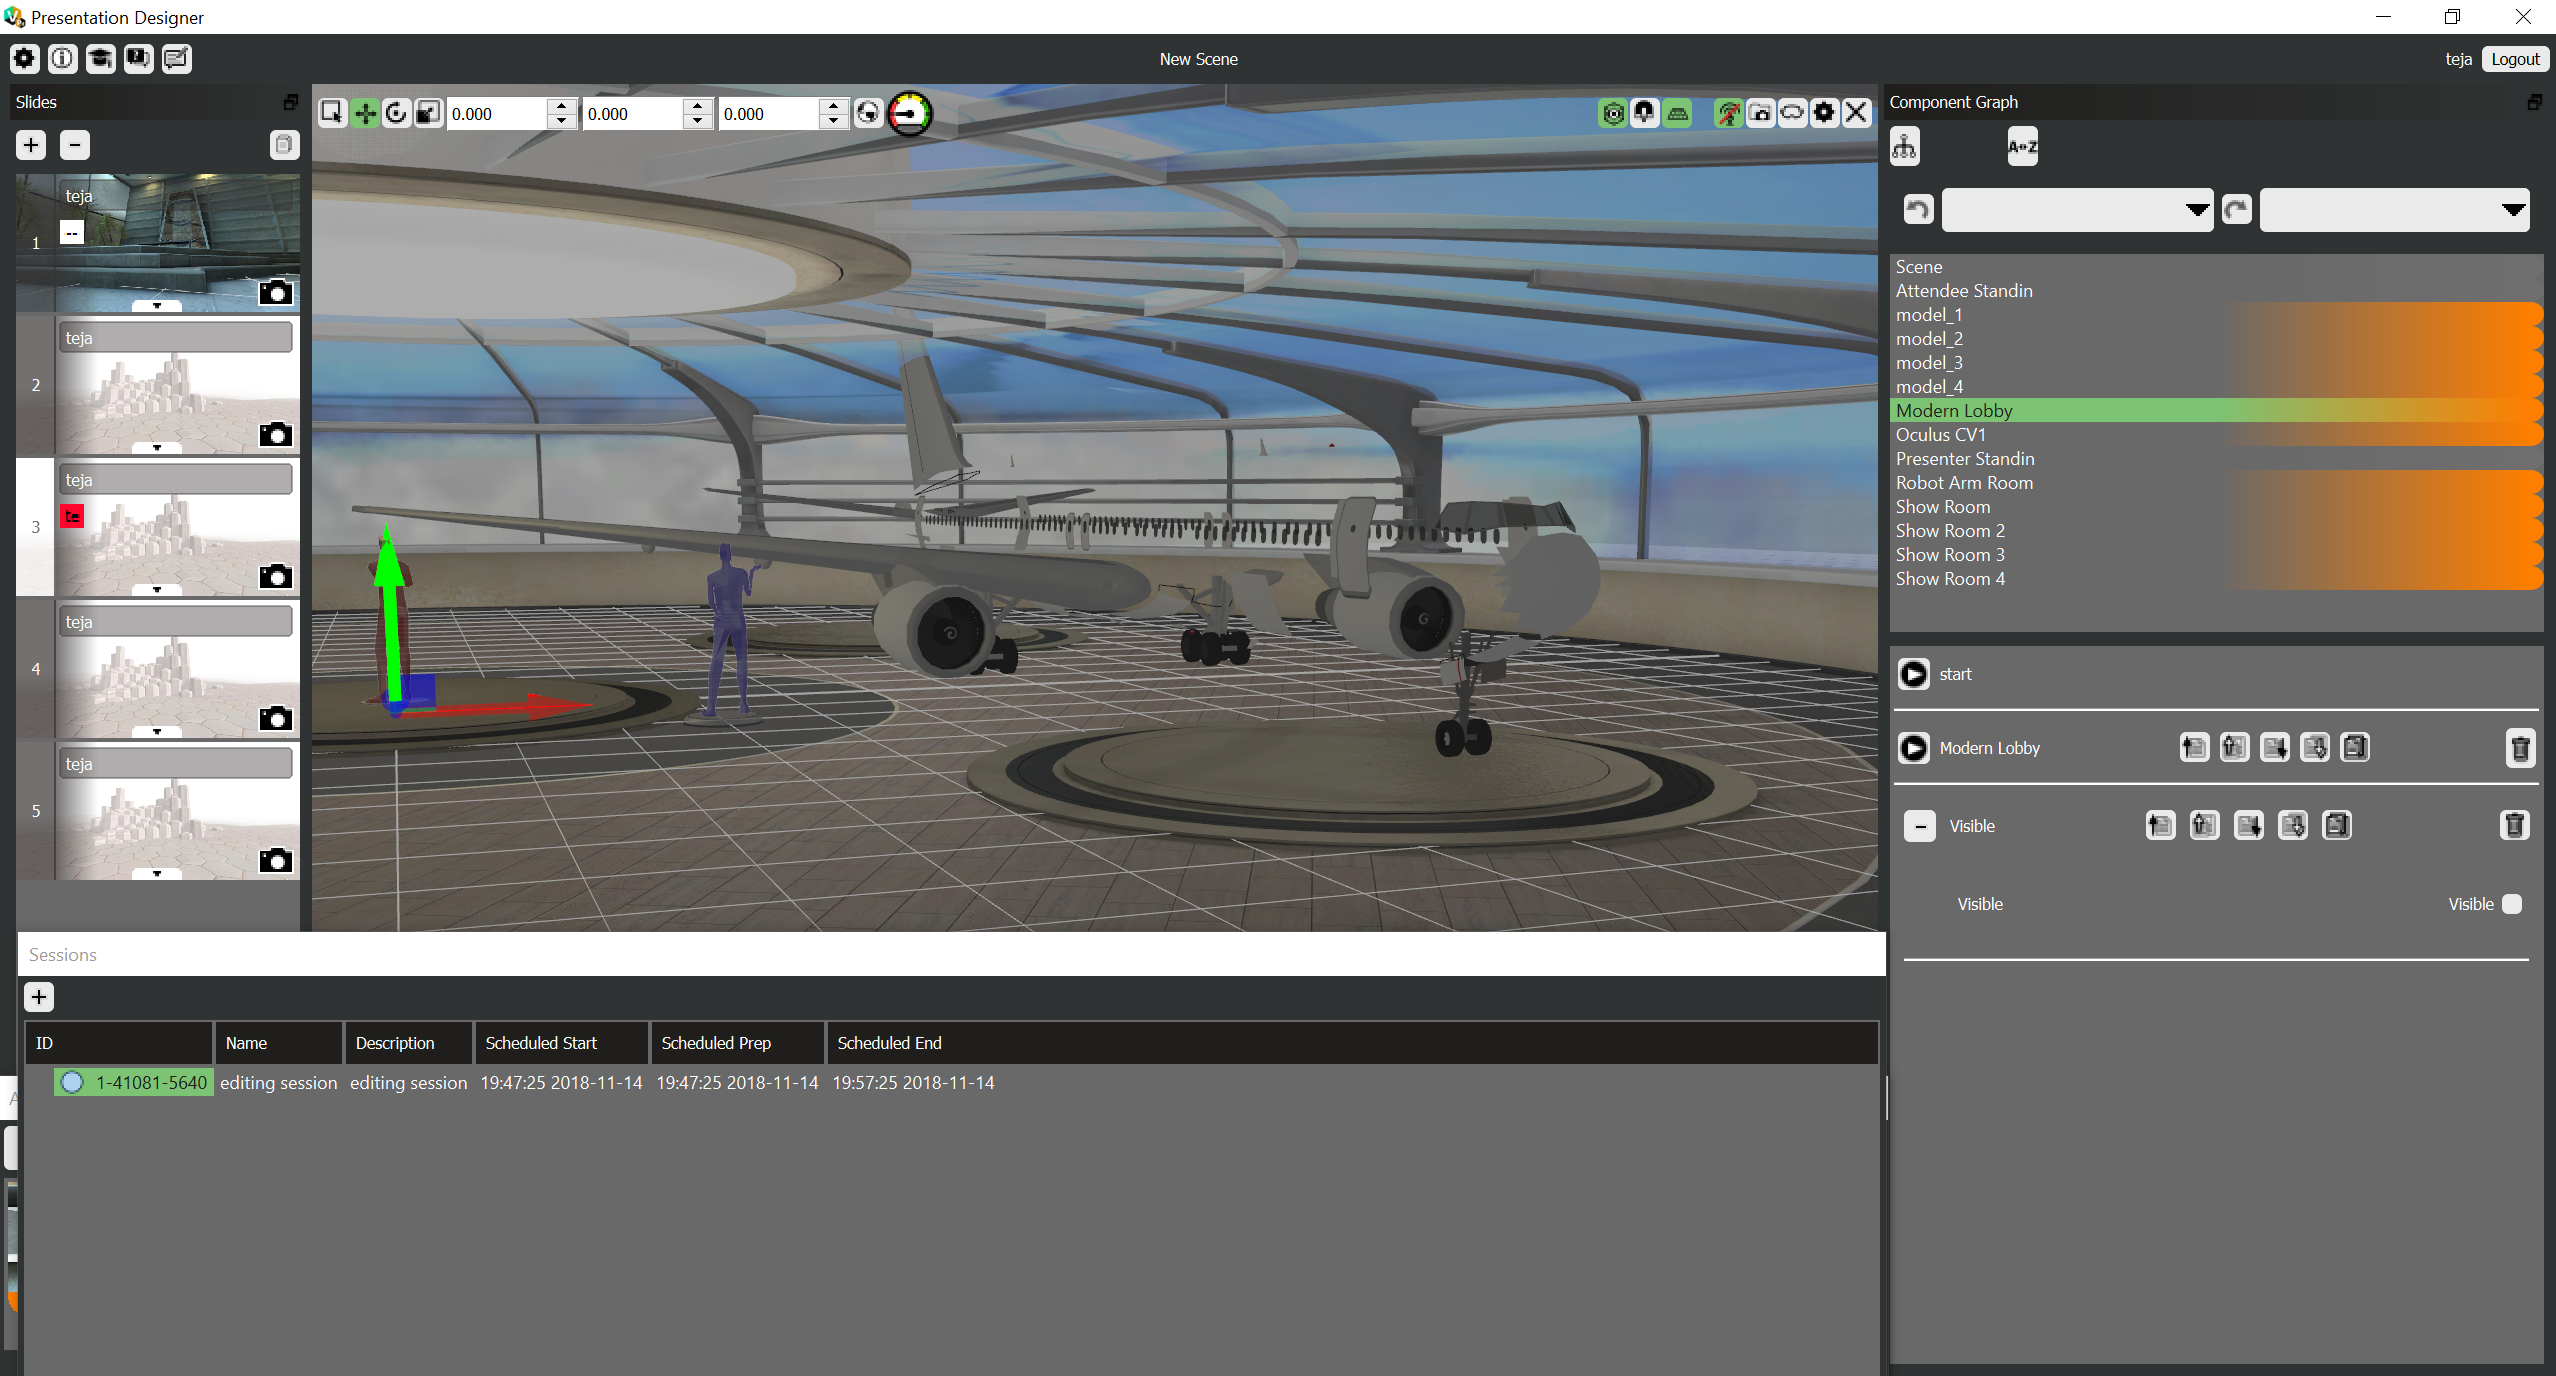 Presentation Designer
New Scene
teja
Logout
Slides
0.000
0.000
0.000
Component Graph
A↔Z
1
teja
--
2
teja
3
teja
te
4
teja
5
teja
Scene
Attendee Standin
model_1
model_2
model_3
model_4
Modern Lobby
Oculus CV1
Presenter Standin
Robot Arm Room
Show Room
Show Room 2
Show Room 3
Show Room 4
start
Modern Lobby
Visible
Visible
Visible
Sessions
ID Name Description Scheduled Start Scheduled Prep Scheduled End
1-41081-5640 editing session editing session 19:47:25 2018-11-14 19:47:25 2018-11-14 19:57:25 2018-11-14
A